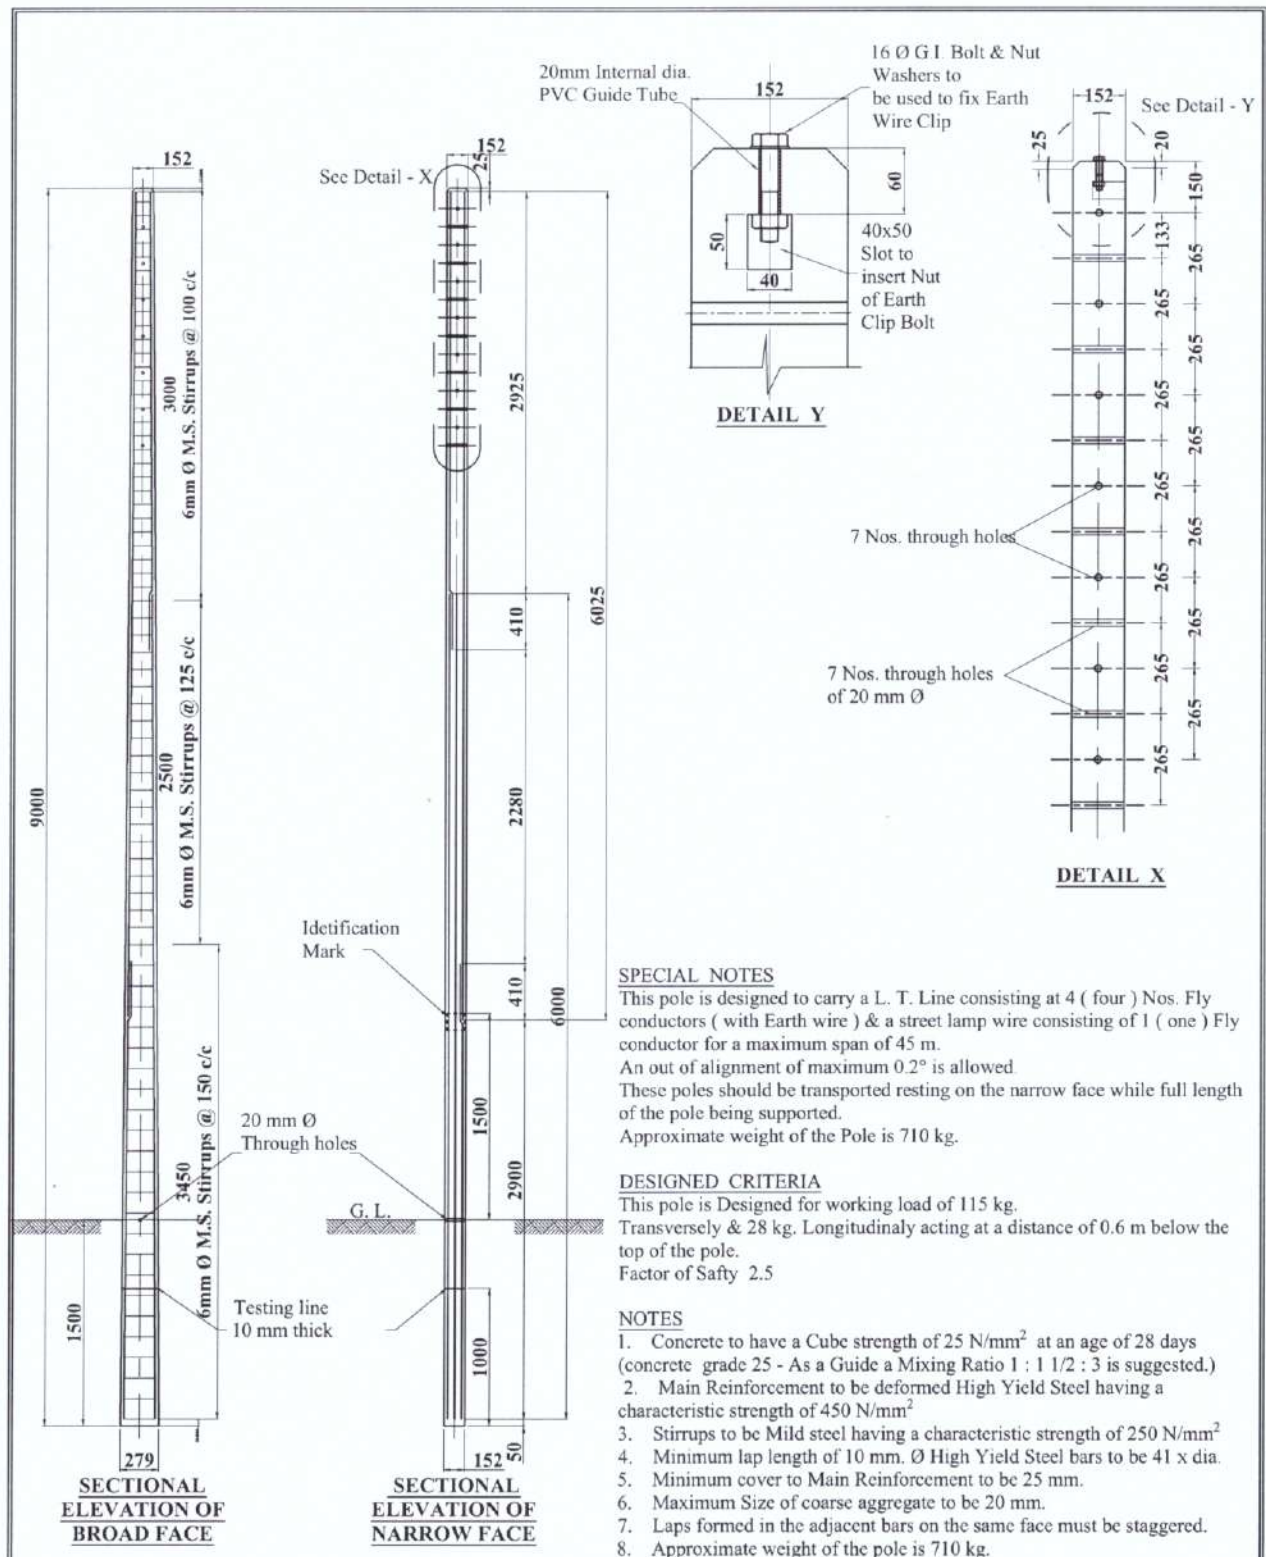 16 Ø G I. Bolt & Nut
Washers to
be used to fix Earth
Wire Clip
20mm Internal dia.
PVC Guide Tube
152
60
50
40
40x50
Slot to
insert Nut
of Earth
Clip Bolt
DETAIL Y
152
See Detail - Y
25
20
150
133
265
265
265
265
265
265
265
265
265
265
265
265
7 Nos. through holes
7 Nos. through holes
of 20 mm Ø
DETAIL X
152
9000
3000
6mm Ø M.S. Stirrups @ 100 c/c
2500
6mm Ø M.S. Stirrups @ 125 c/c
3450
6mm Ø M.S. Stirrups @ 150 c/c
1500
279
SECTIONAL
ELEVATION OF
BROAD FACE
See Detail - X
152
25
2925
6025
410
2280
410
6000
Idetification
Mark
1500
2900
20 mm Ø
Through holes
G. L.
Testing line
10 mm thick
1000
50
152
SECTIONAL
ELEVATION OF
NARROW FACE
SPECIAL NOTES
This pole is designed to carry a L. T. Line consisting at 4 ( four ) Nos. Fly
conductors ( with Earth wire ) & a street lamp wire consisting of 1 ( one ) Fly
conductor for a maximum span of 45 m.
An out of alignment of maximum 0.2° is allowed.
These poles should be transported resting on the narrow face while full length
of the pole being supported.
Approximate weight of the Pole is 710 kg.
DESIGNED CRITERIA
This pole is Designed for working load of 115 kg.
Transversely & 28 kg. Longitudinaly acting at a distance of 0.6 m below the
top of the pole.
Factor of Safty 2.5
NOTES
1. Concrete to have a Cube strength of 25 N/mm² at an age of 28 days
(concrete grade 25 - As a Guide a Mixing Ratio 1 : 1 1/2 : 3 is suggested.)
2. Main Reinforcement to be deformed High Yield Steel having a
characteristic strength of 450 N/mm²
3. Stirrups to be Mild steel having a characteristic strength of 250 N/mm²
4. Minimum lap length of 10 mm. Ø High Yield Steel bars to be 41 x dia.
5. Minimum cover to Main Reinforcement to be 25 mm.
6. Maximum Size of coarse aggregate to be 20 mm.
7. Laps formed in the adjacent bars on the same face must be staggered.
8. Approximate weight of the pole is 710 kg.